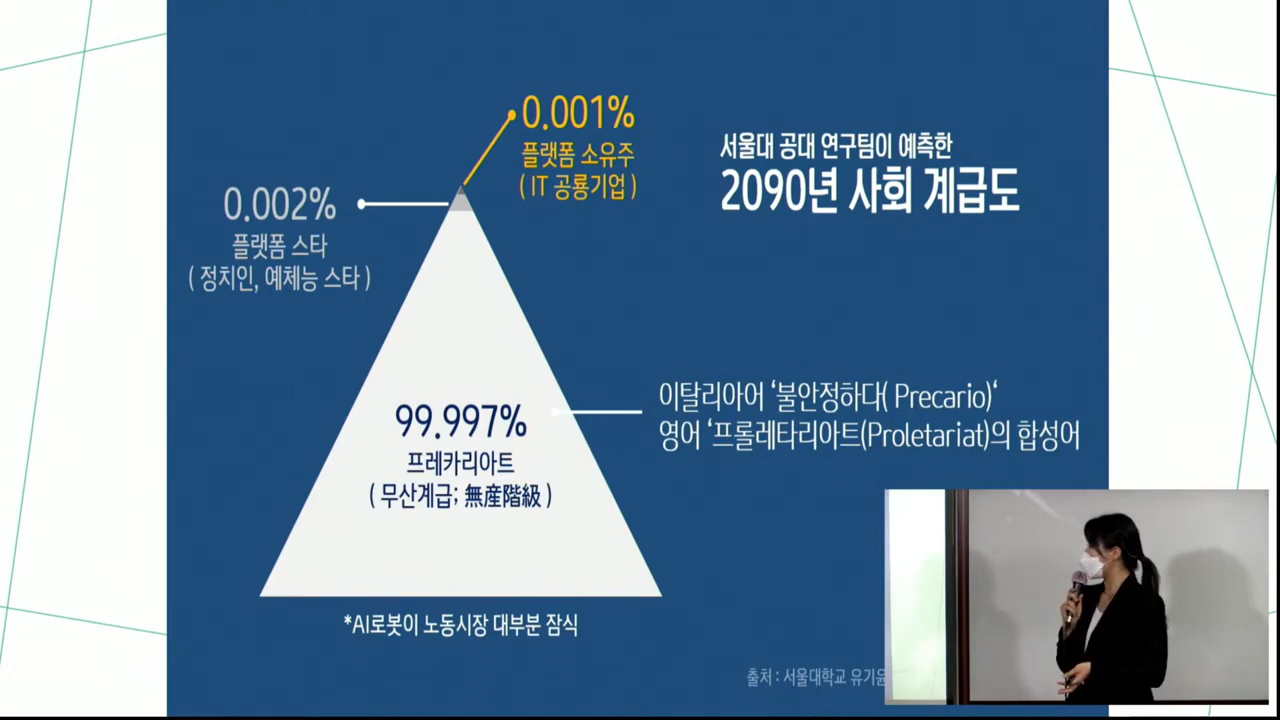 0.001%
플랫폼 소유주
( IT 공룡기업 )
서울대 공대 연구팀이 예측한
2090년 사회 계급도
0.002%
플랫폼 스타
( 정치인, 예체능 스타 )
이탈리아어 ‘불안정하다( Precario)‘
영어 ‘프롤레타리아트(Proletariat)의 합성어
99.997%
프레카리아트
( 무산계급; 無産階級 )
*AI로봇이 노동시장 대부분 잠식
출처 : 서울대학교 유기윤